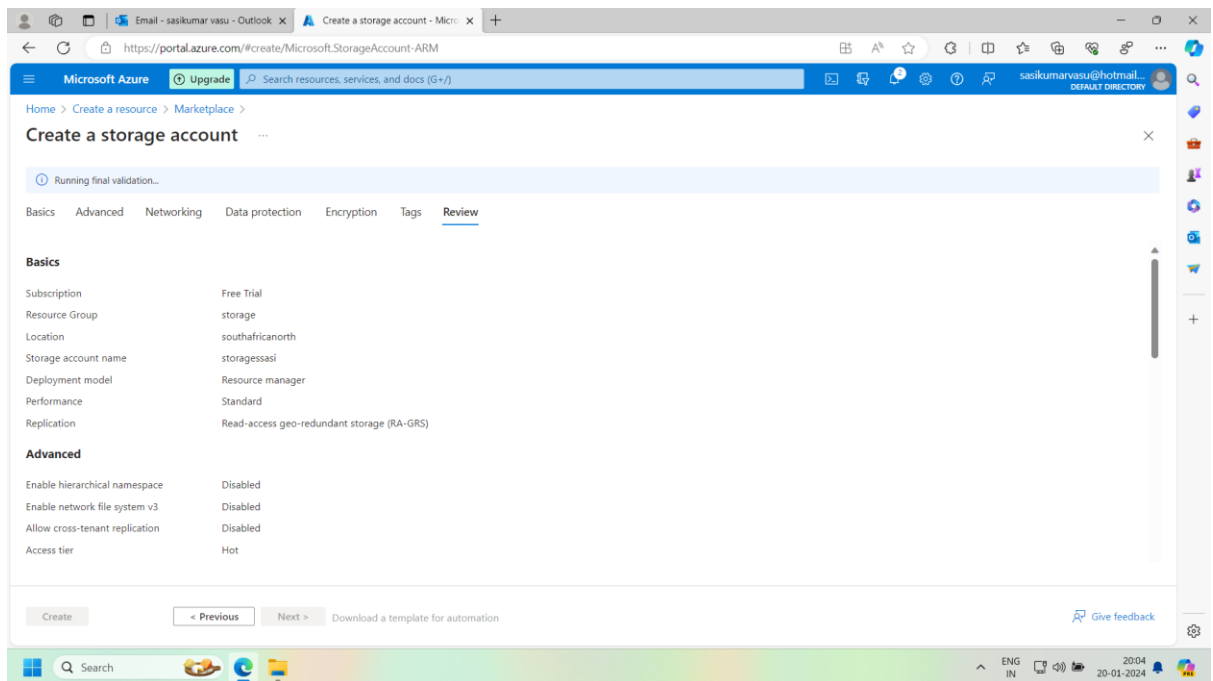 Email - sasikumar vasu - Outlook
Create a storage account - Micro
https://portal.azure.com/#create/Microsoft.StorageAccount-ARM
Microsoft Azure
Upgrade
Search resources, services, and docs (G+/)
2
sasikumarvasu@hotmail...
DEFAULT DIRECTORY
Home > Create a resource > Marketplace >
Create a storage account ...
Running final validation...
Basics Advanced Networking Data protection Encryption Tags Review
Basics
Subscription Free Trial
Resource Group storage
Location southafricanorth
Storage account name storagessasi
Deployment model Resource manager
Performance Standard
Replication Read-access geo-redundant storage (RA-GRS)
Advanced
Enable hierarchical namespace Disabled
Enable network file system v3 Disabled
Allow cross-tenant replication Disabled
Access tier Hot
Create < Previous Next > Download a template for automation Give feedback
Search
ENG
IN
20:04
20-01-2024
PRE